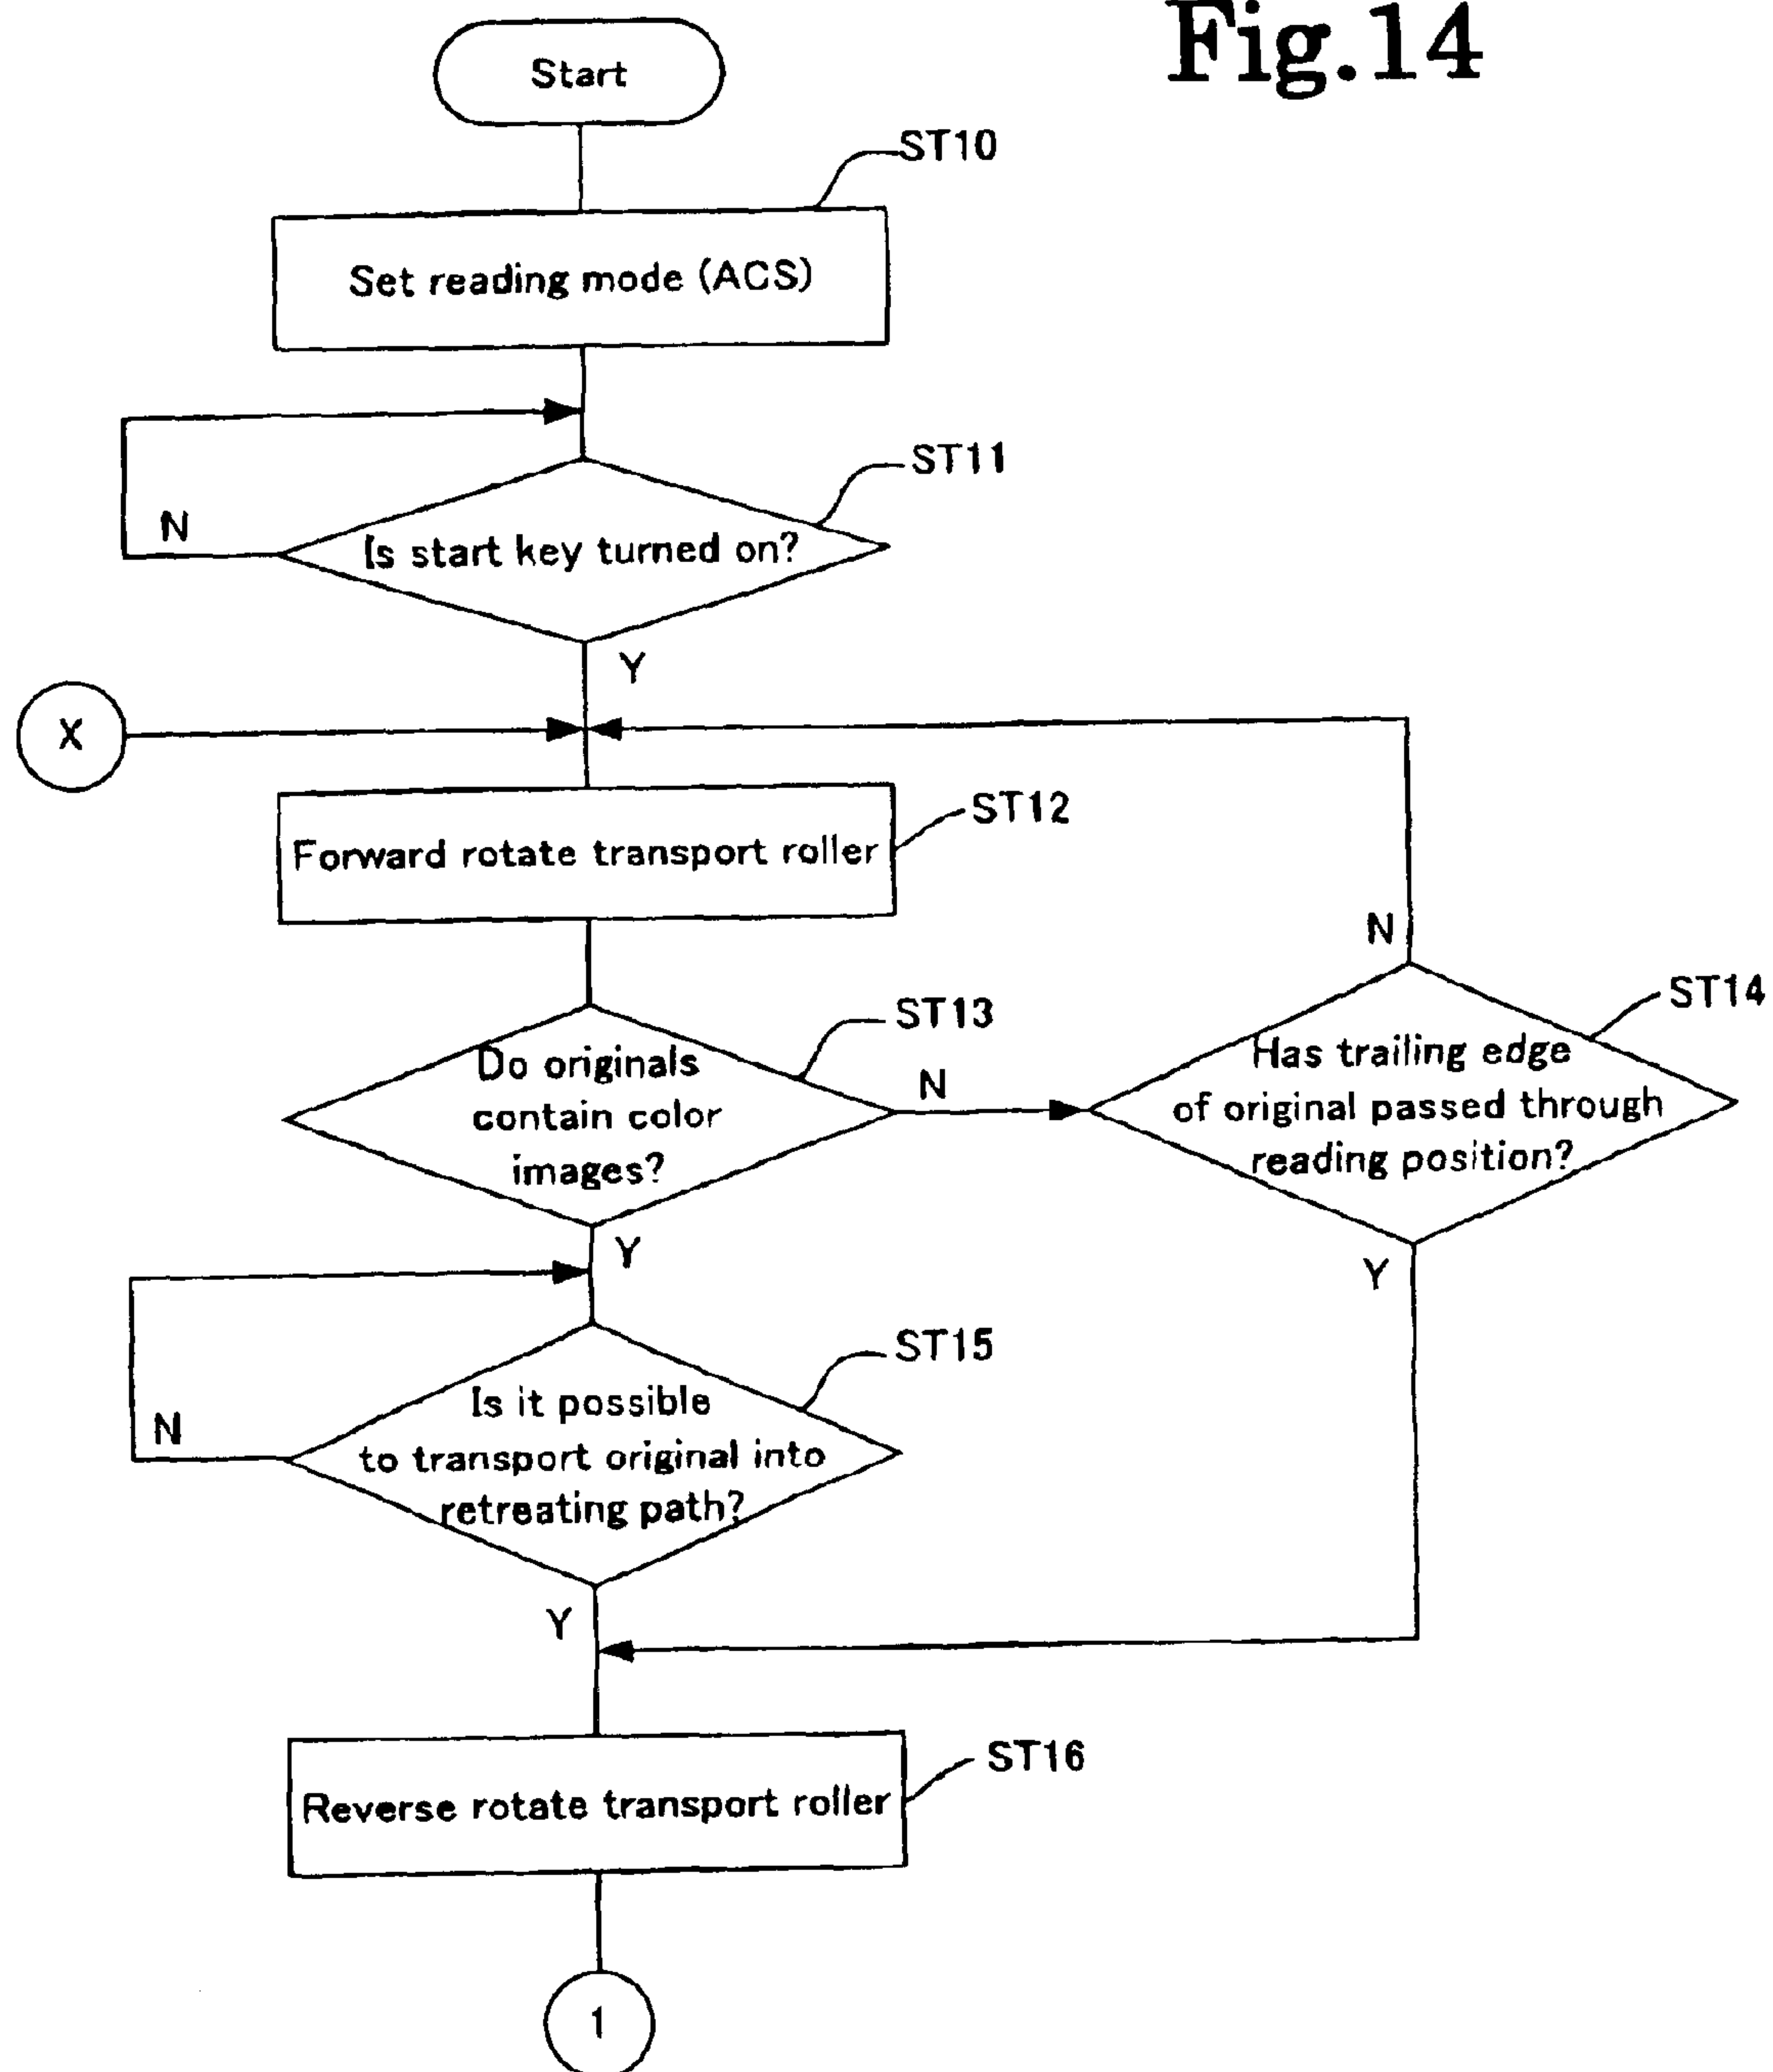 Fig.14
Start
ST10
Set reading mode (ACS)
ST11
N
Is start key turned on?
Y
X
ST12
Forward rotate transport roller
N
ST14
ST13
Do originals
contain color
images?
N
Has trailing edge
of original passed through
reading position?
Y
Y
ST15
N
Is it possible
to transport original into
retreating path?
Y
ST16
Reverse rotate transport roller
1